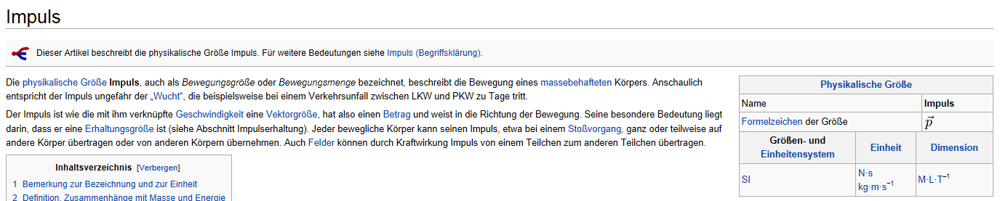 Impuls
Dieser Artikel beschreibt die physikalische Größe Impuls. Für weitere Bedeutungen siehe Impuls (Begriffsklärung).
Die physikalische Größe Impuls, auch als Bewegungsgröße oder Bewegungsmenge bezeichnet, beschreibt die Bewegung eines massebehafteten Körpers. Anschaulich
entspricht der Impuls ungefähr der „Wucht“, die beispielsweise bei einem Verkehrsunfall zwischen LKW und PKW zu Tage tritt.
Der Impuls ist wie die mit ihm verknüpfte Geschwindigkeit eine Vektorgröße, hat also einen Betrag und weist in die Richtung der Bewegung. Seine besondere Bedeutung liegt
darin, dass er eine Erhaltungsgröße ist (siehe Abschnitt Impulserhaltung). Jeder bewegliche Körper kann seinen Impuls, etwa bei einem Stoßvorgang, ganz oder teilweise auf
andere Körper übertragen oder von anderen Körpern übernehmen. Auch Felder können durch Kraftwirkung Impuls von einem Teilchen zum anderen Teilchen übertragen.
Inhaltsverzeichnis [Verbergen]
1 Bemerkung zur Bezeichnung und zur Einheit
2 Definition, Zusammenhänge mit Masse und Energie
Physikalische Größe
Name Impuls
Formelzeichen der Größe p⃗
Größen- und
Einheitensystem Einheit Dimension
SI N·s
kg·m·s⁻¹ M·L·T⁻¹